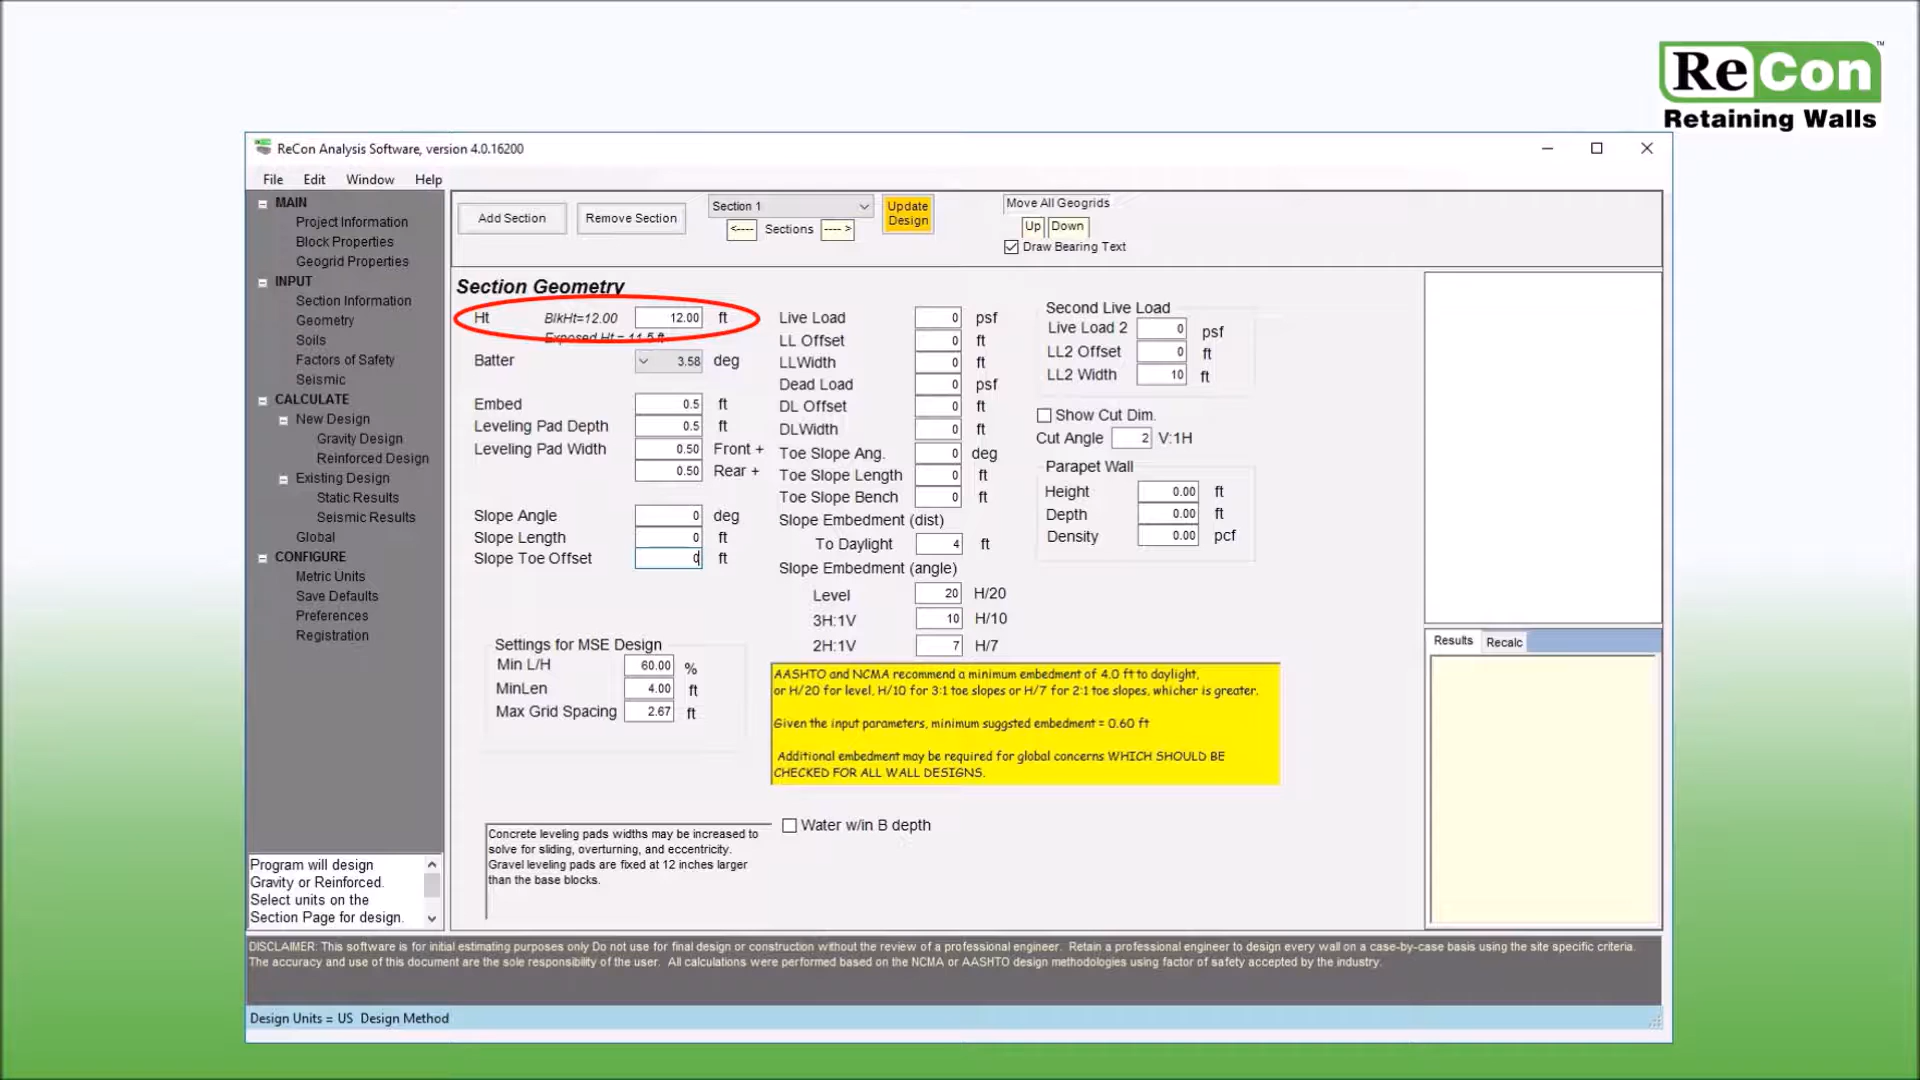 ReCon™
Retaining Walls
ReCon Analysis Software, version 4.0.16200
File Edit Window Help
MAIN
Project Information
Block Properties
Geogrid Properties
INPUT
Section Information
Geometry
Soils
Factors of Safety
Seismic
CALCULATE
New Design
Gravity Design
Reinforced Design
Existing Design
Static Results
Seismic Results
Global
CONFIGURE
Metric Units
Save Defaults
Preferences
Registration
Program will design
Gravity or Reinforced.
Select units on the
Section Page for design.
Add Section
Remove Section
Section 1
<----
Sections
---- >
Update
Design
Move All Geogrids
Up
Down
Draw Bearing Text
Section Geometry
Ht BlkHt=12.00 12.00 ft
Exposed Ht = 11.5 ft
Batter 3.58 deg
Embed 0.5 ft
Leveling Pad Depth 0.5 ft
Leveling Pad Width 0.50 Front +
0.50 Rear +
Slope Angle 0 deg
Slope Length 0 ft
Slope Toe Offset 0 ft
Settings for MSE Design
Min L/H 60.00 %
MinLen 4.00 ft
Max Grid Spacing 2.67 ft
Concrete leveling pads widths may be increased to
solve for sliding, overturning, and eccentricity.
Gravel leveling pads are fixed at 12 inches larger
than the base blocks.
Live Load 0 psf
LL Offset 0 ft
LLWidth 0 ft
Dead Load 0 psf
DL Offset 0 ft
DLWidth 0 ft
Toe Slope Ang. 0 deg
Toe Slope Length 0 ft
Toe Slope Bench 0 ft
Slope Embedment (dist)
To Daylight 4 ft
Slope Embedment (angle)
Level 20 H/20
3H:1V 10 H/10
2H:1V 7 H/7
AASHTO and NCMA recommend a minimum embedment of 4.0 ft to daylight,
or H/20 for level, H/10 for 3:1 toe slopes or H/7 for 2:1 toe slopes, whicher is greater.
Given the input parameters, minimum suggsted embedment = 0.60 ft
Additional embedment may be required for global concerns WHICH SHOULD BE
CHECKED FOR ALL WALL DESIGNS.
Water w/in B depth
Second Live Load
Live Load 2 0 psf
LL2 Offset 0 ft
LL2 Width 10 ft
Show Cut Dim.
Cut Angle 2 V:1H
Parapet Wall
Height 0.00 ft
Depth 0.00 ft
Density 0.00 pcf
Results
Recalc
DISCLAIMER: This software is for initial estimating purposes only Do not use for final design or construction without the review of a professional engineer. Retain a professional engineer to design every wall on a case-by-case basis using the site specific criteria.
The accuracy and use of this document are the sole responsibility of the user. All calculations were performed based on the NCMA or AASHTO design methodologies using factor of safety accepted by the industry.
Design Units = US Design Method